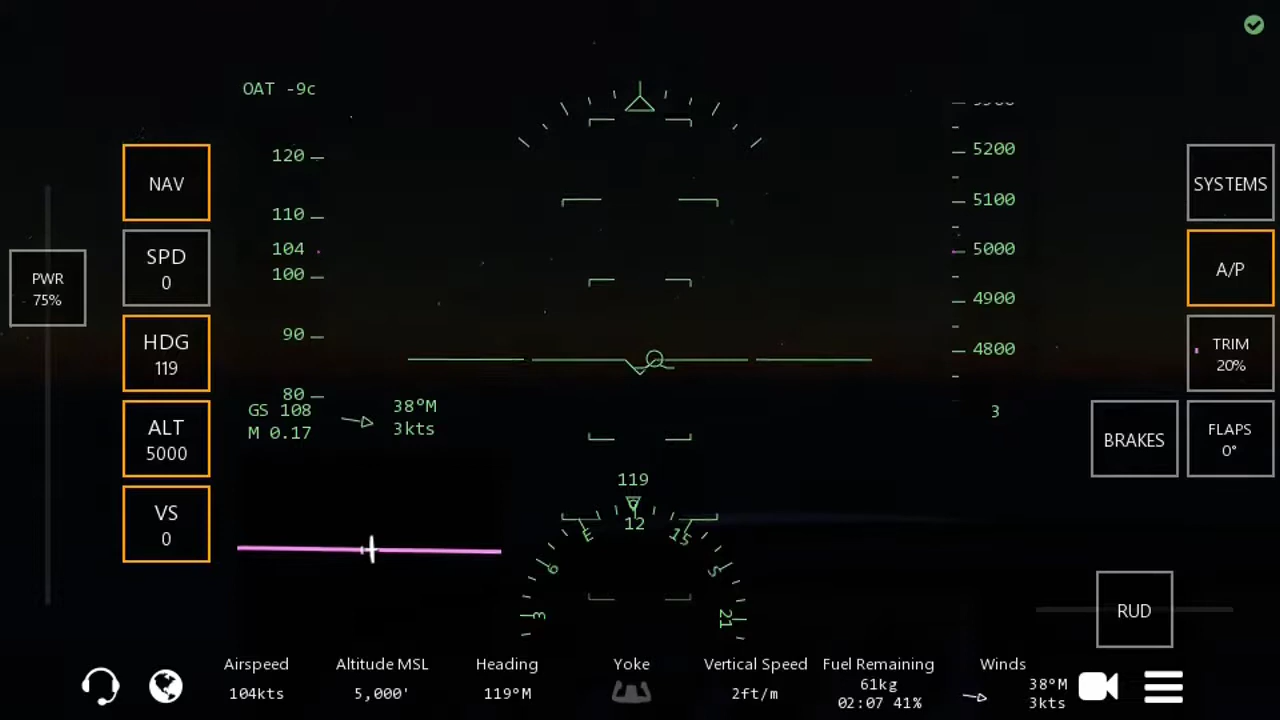 OAT -9c
120
110
104
100
90
80
GS 108
M 0.17
38ºM
3kts
5200
5100
5000
4900
4800
3
NAV
SPD
0
HDG
119
ALT
5000
VS
0
PWR
75%
SYSTEMS
A/P
TRIM
20%
BRAKES
FLAPS
0°
RUD
119
12
E
15
6
S
3
21
Airspeed
104kts
Altitude MSL
5,000'
Heading
119°M
Yoke
Vertical Speed
2ft/m
Fuel Remaining
61kg
02:07 41%
Winds
38°M
3kts